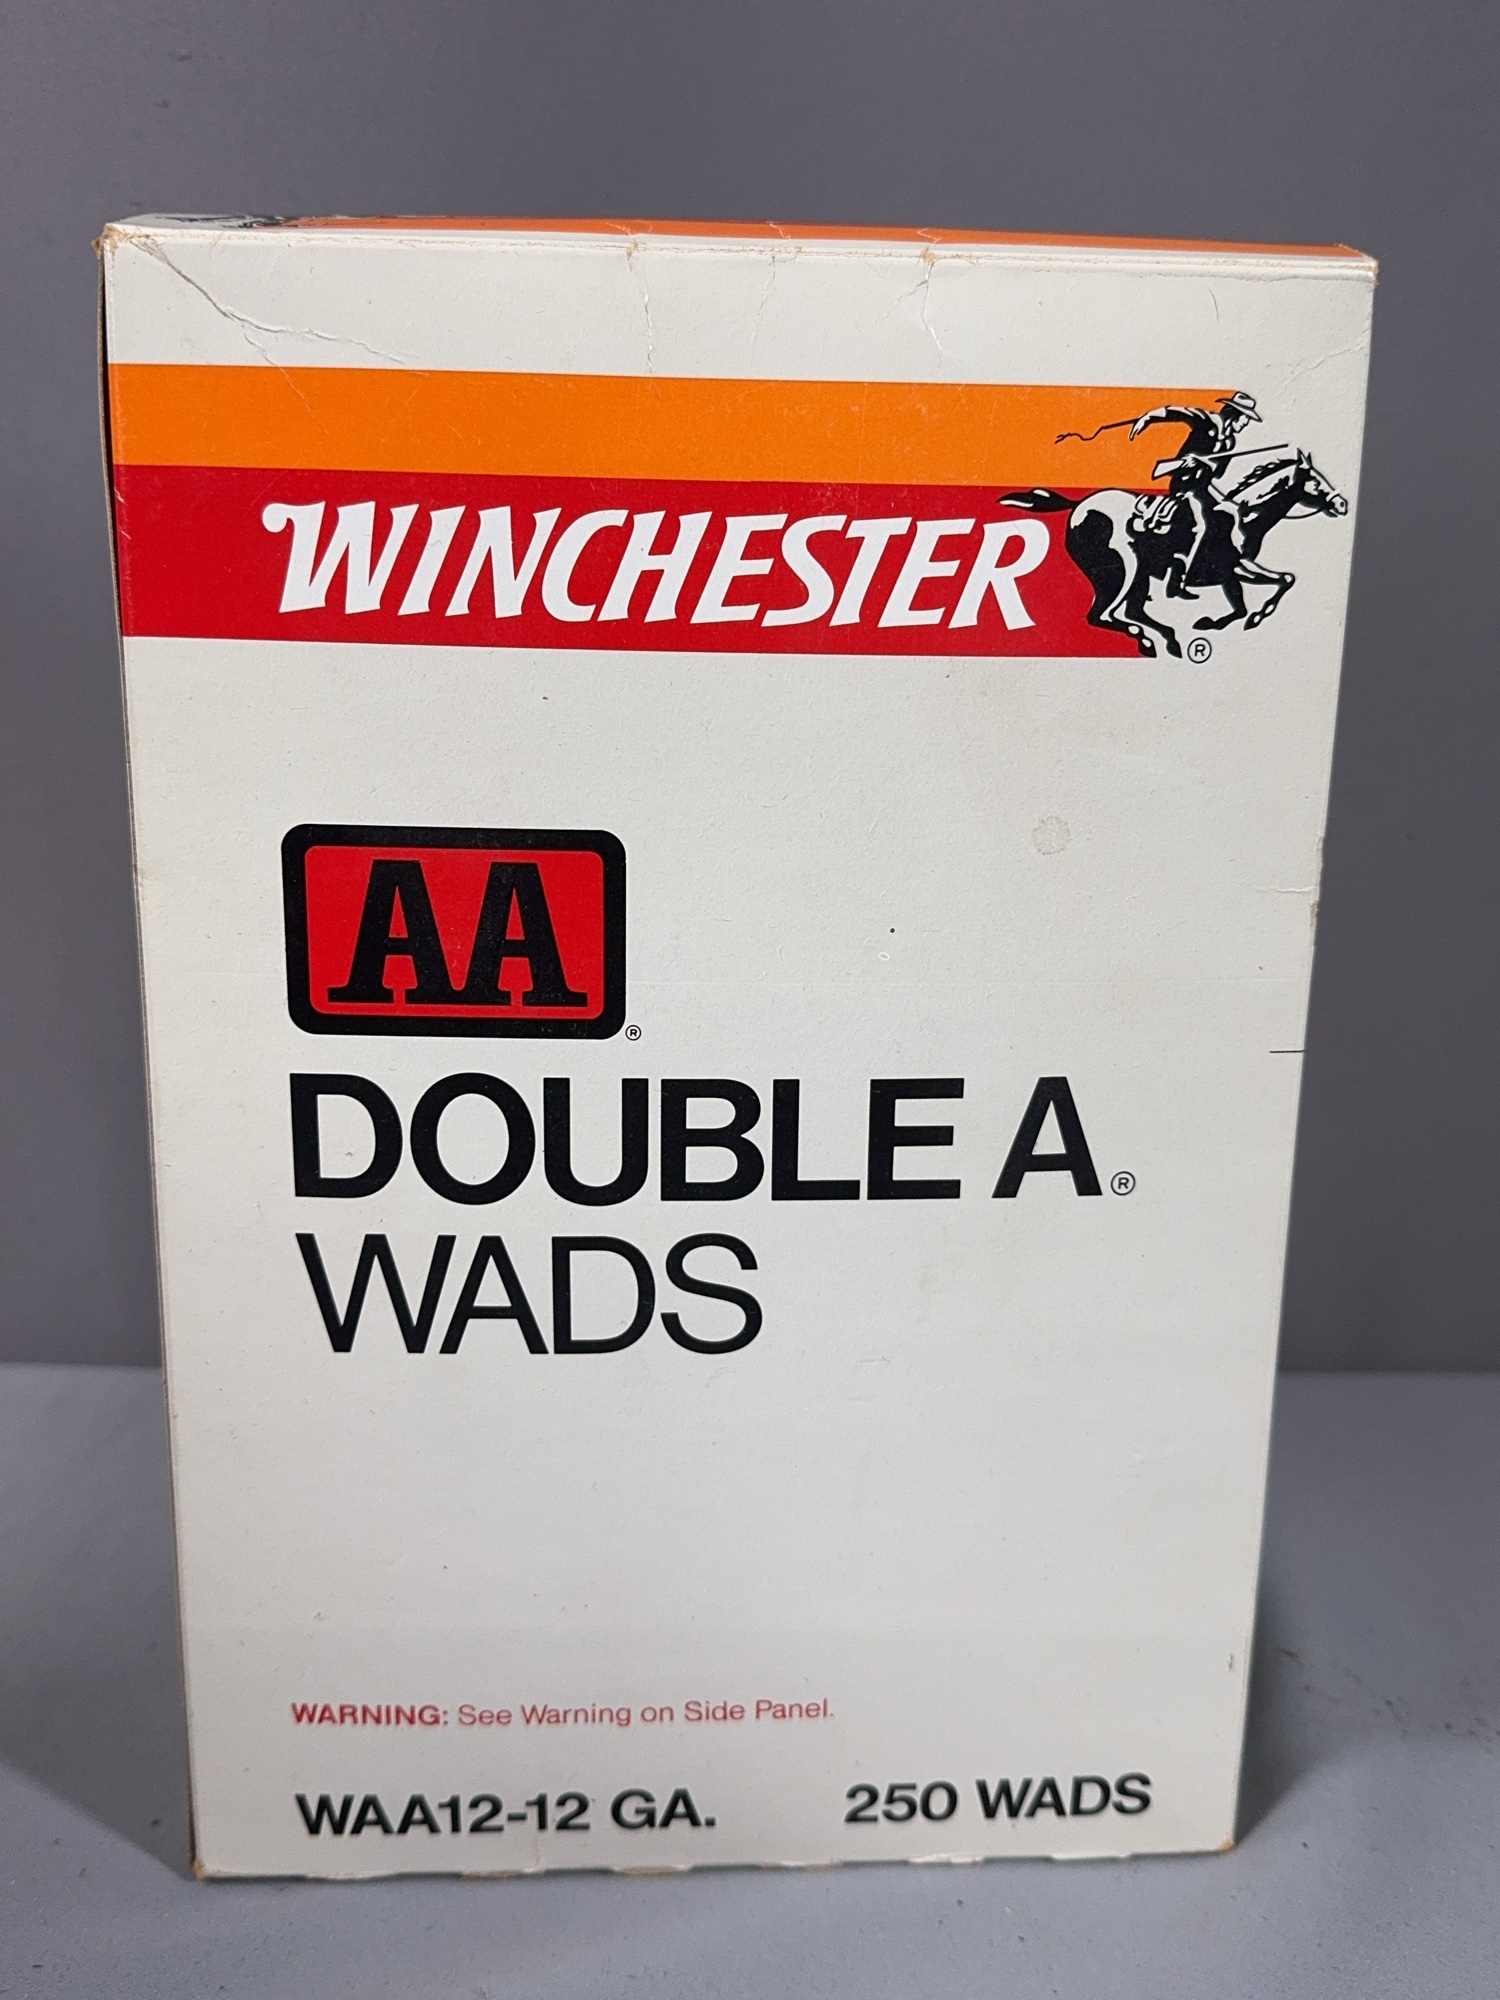 WINCHESTER®
AA®
DOUBLE A®
WADS
WARNING: See Warning on Side Panel.
WAA12-12 GA. 250 WADS